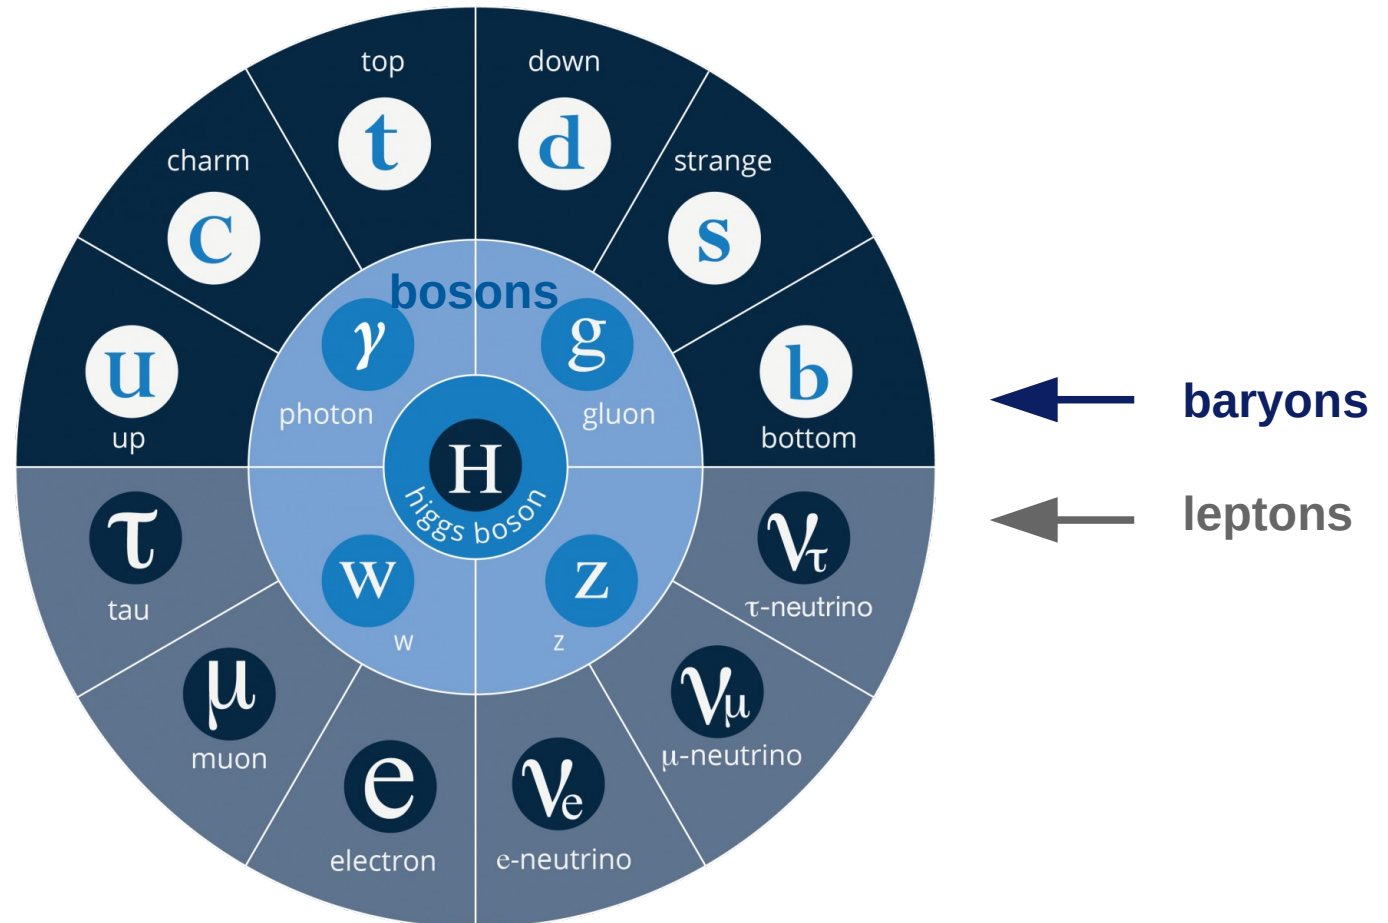 top
t
down
d
charm
c
strange
s
bosons
u
up
γ
photon
g
gluon
b
bottom
baryons
H
higgs boson
leptons
τ
tau
W
w
Z
z
ντ
τ-neutrino
μ
muon
νμ
μ-neutrino
e
electron
νe
e-neutrino